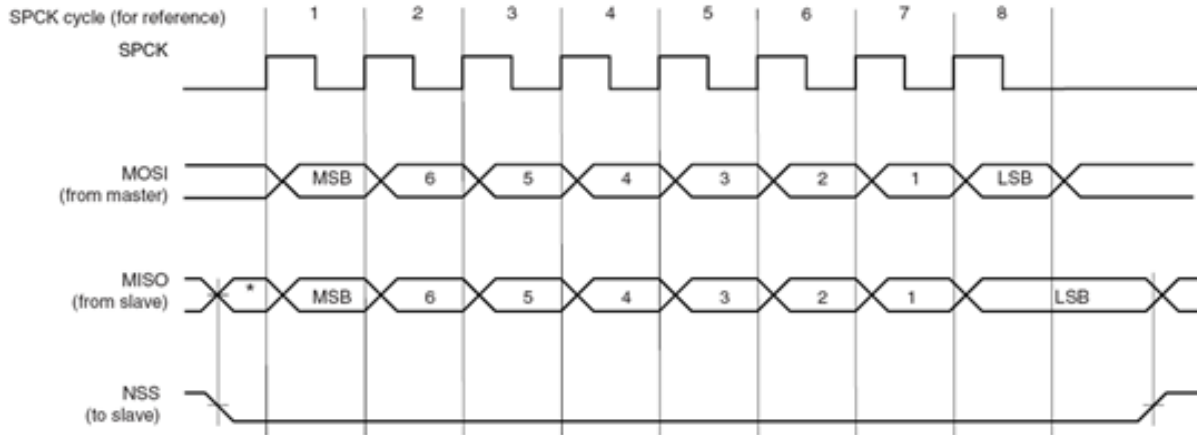 SPCK cycle (for reference) 1 2 3 4 5 6 7 8
SPCK
MOSI
(from master)
MSB 6 5 4 3 2 1 LSB
MISO
(from slave)
* MSB 6 5 4 3 2 1 LSB
NSS
(to slave)